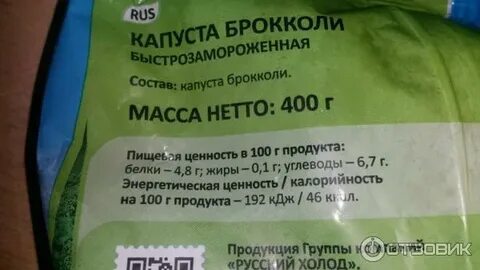 RUS
КАПУСТА БРОККОЛИ
БЫСТРОЗАМОРОЖЕННАЯ
Состав: капуста брокколи.
МАССА НЕТТО: 400 г
Пищевая ценность в 100 г продукта:
белки – 4,8 г; жиры – 0,1 г; углеводы – 6,7 г.
Энергетическая ценность / калорийность
на 100 г продукта – 192 кДж / 46 ккал.
Продукция Группы компаний
«РУССКИЙ ХОЛОД».
ОТЗОВИК